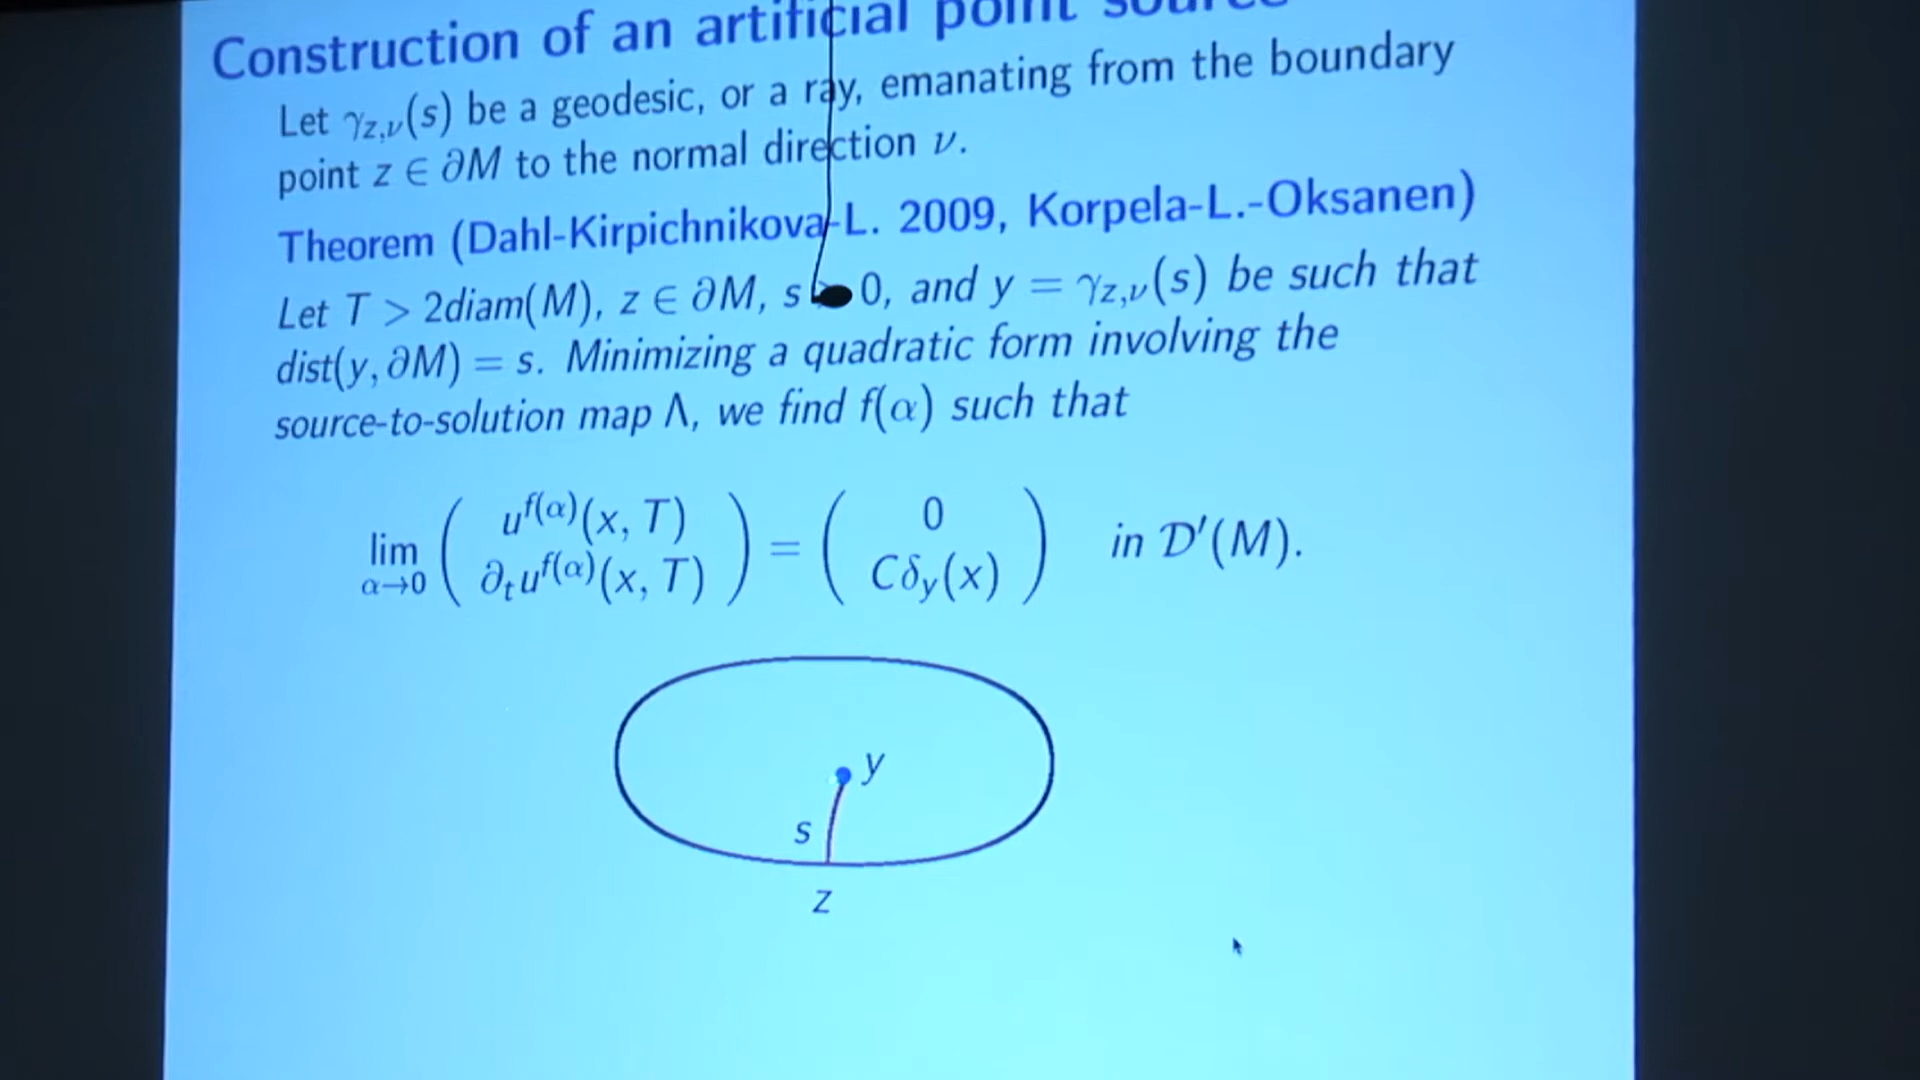 Construction of an artificial point source
Let γ_{z,ν}(s) be a geodesic, or a ray, emanating from the boundary
point z ∈ ∂M to the normal direction ν.
Theorem (Dahl-Kirpichnikova-L. 2009, Korpela-L.-Oksanen)
Let T > 2diam(M), z ∈ ∂M, s > 0, and y = γ_{z,ν}(s) be such that
dist(y, ∂M) = s. Minimizing a quadratic form involving the
source-to-solution map Λ, we find f(α) such that
lim_{α→0} ( u^{f(α)}(x, T) ; ∂_t u^{f(α)}(x, T) ) = ( 0 ; Cδ_y(x) ) in D′(M).
y
s
z